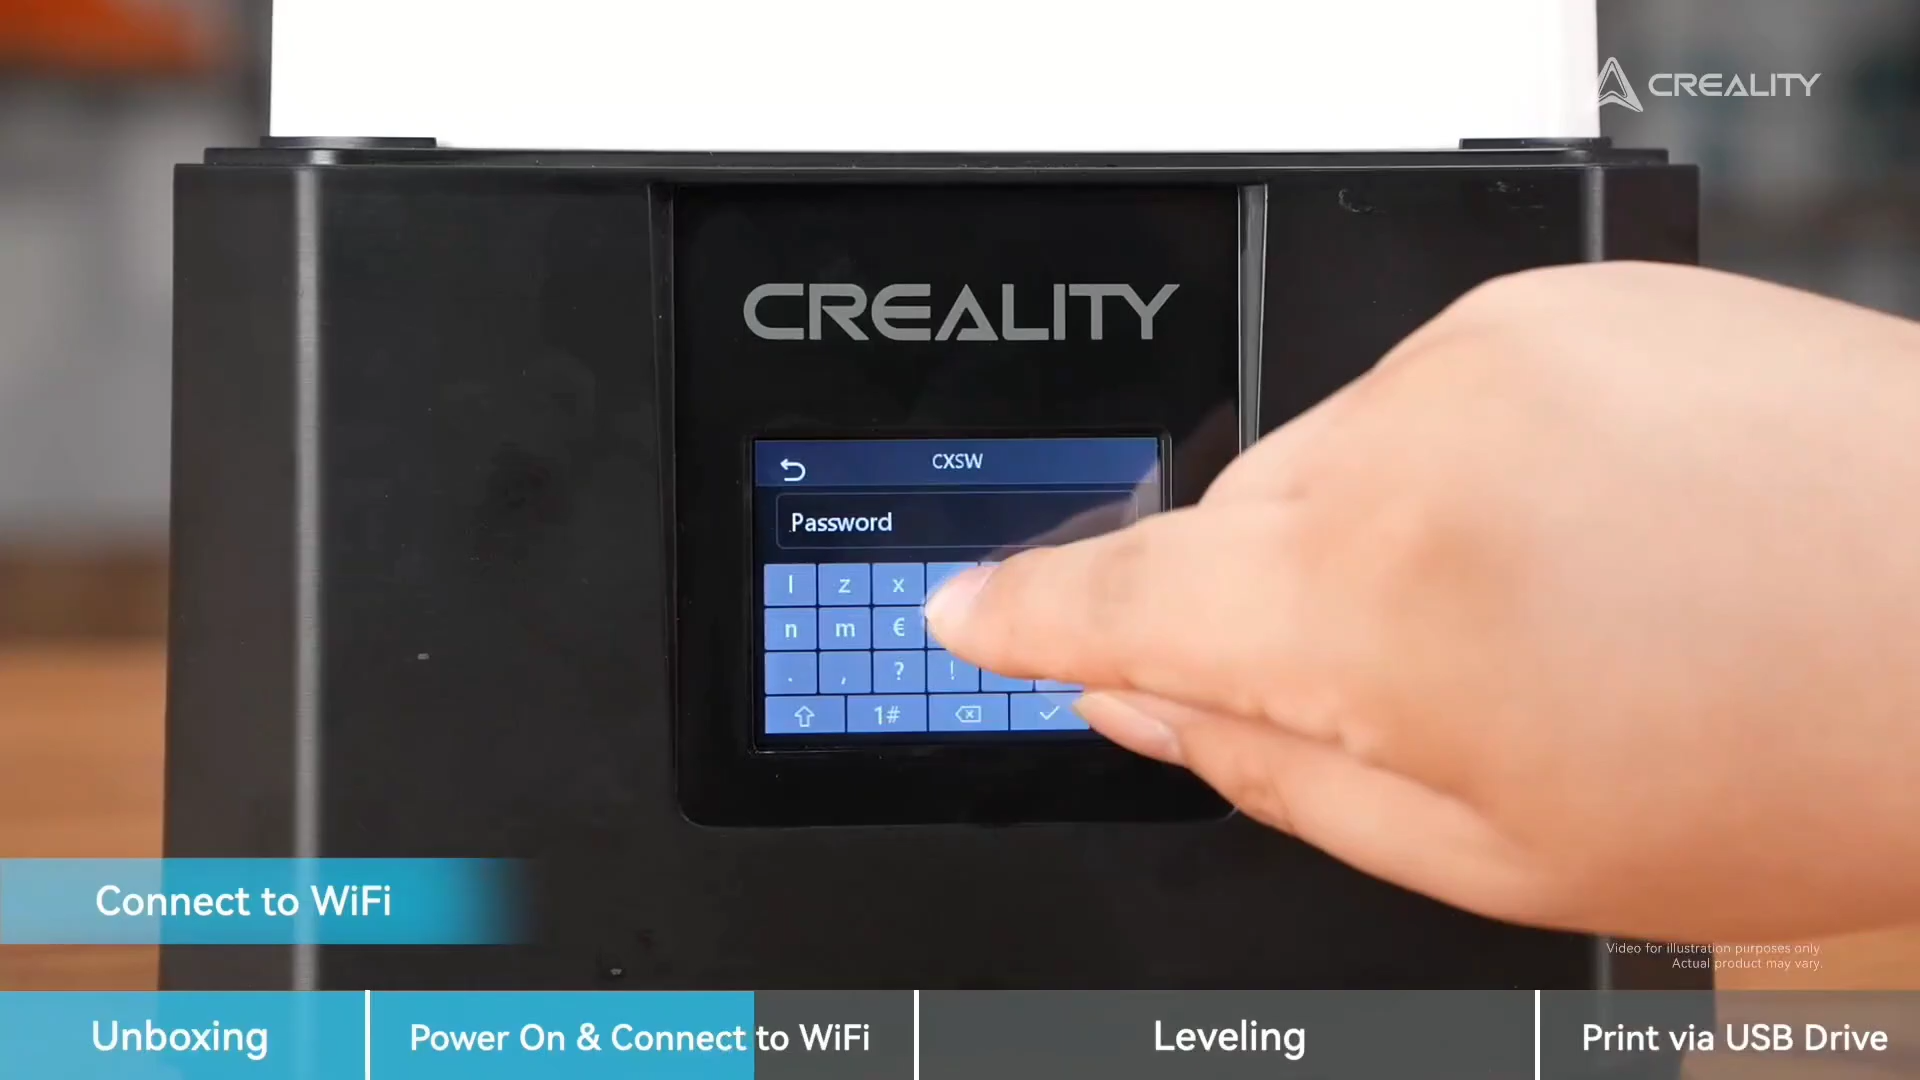 CREALITY
CREALITY
CXSW
Password
l z x
n m €
. , ? !
1#
Connect to WiFi
Video for illustration purposes only.
Actual product may vary.
Unboxing
Power On & Connect to WiFi
Leveling
Print via USB Drive